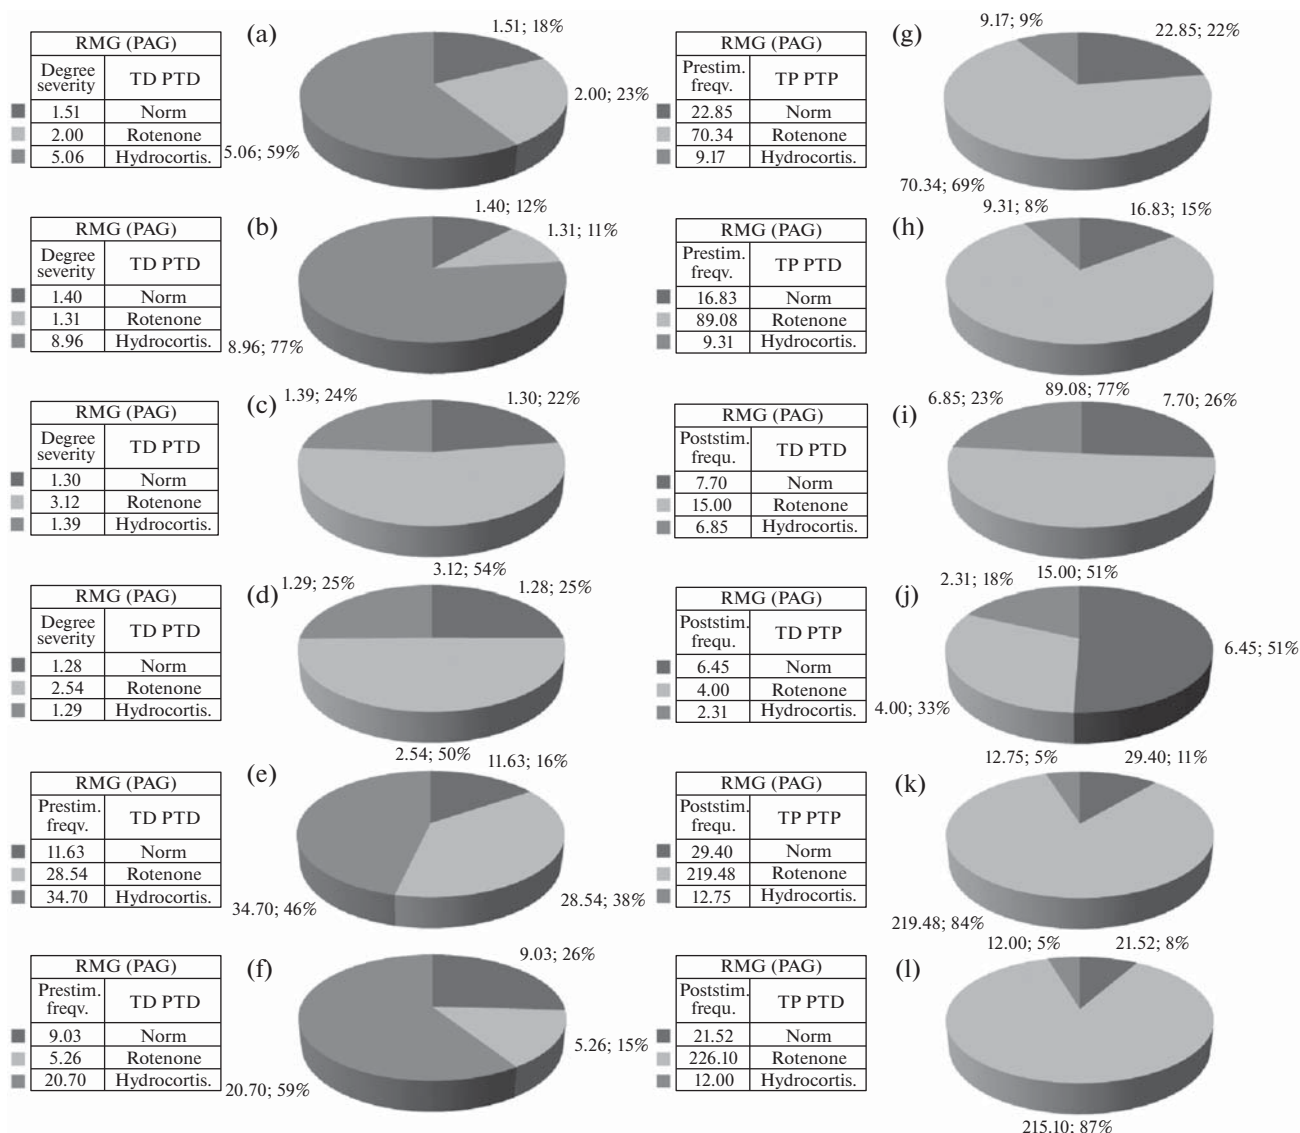 RMG (PAG)
Degree severity TD PTD
1.51 Norm
2.00 Rotenone
5.06 Hydrocortis.
(a)
1.51; 18%
2.00; 23%
5.06; 59%
RMG (PAG)
Degree severity TD PTD
1.40 Norm
1.31 Rotenone
8.96 Hydrocortis.
(b)
1.40; 12%
1.31; 11%
8.96; 77%
RMG (PAG)
Degree severity TD PTD
1.30 Norm
3.12 Rotenone
1.39 Hydrocortis.
(c)
1.39; 24%
1.30; 22%
3.12; 54%
RMG (PAG)
Degree severity TD PTD
1.28 Norm
2.54 Rotenone
1.29 Hydrocortis.
(d)
1.29; 25%
1.28; 25%
2.54; 50%
RMG (PAG)
Prestim. freqv. TD PTD
11.63 Norm
28.54 Rotenone
34.70 Hydrocortis.
(e)
11.63; 16%
28.54; 38%
34.70; 46%
RMG (PAG)
Prestim. freqv. TD PTD
9.03 Norm
5.26 Rotenone
20.70 Hydrocortis.
(f)
9.03; 26%
5.26; 15%
20.70; 59%
RMG (PAG)
Prestim. freqv. TP PTP
22.85 Norm
70.34 Rotenone
9.17 Hydrocortis.
(g)
9.17; 9%
22.85; 22%
70.34; 69%
RMG (PAG)
Prestim. freqv. TP PTD
16.83 Norm
89.08 Rotenone
9.31 Hydrocortis.
(h)
9.31; 8%
16.83; 15%
89.08; 77%
RMG (PAG)
Poststim. frequ. TD PTD
7.70 Norm
15.00 Rotenone
6.85 Hydrocortis.
(i)
6.85; 23%
7.70; 26%
15.00; 51%
RMG (PAG)
Poststim. frequ. TD PTP
6.45 Norm
4.00 Rotenone
2.31 Hydrocortis.
(j)
2.31; 18%
6.45; 51%
4.00; 33%
RMG (PAG)
Poststim. frequ. TP PTP
29.40 Norm
219.48 Rotenone
12.75 Hydrocortis.
(k)
12.75; 5%
29.40; 11%
219.48; 84%
RMG (PAG)
Poststim. frequ. TP PTD
21.52 Norm
226.10 Rotenone
12.00 Hydrocortis.
(l)
12.00; 5%
21.52; 8%
215.10; 87%